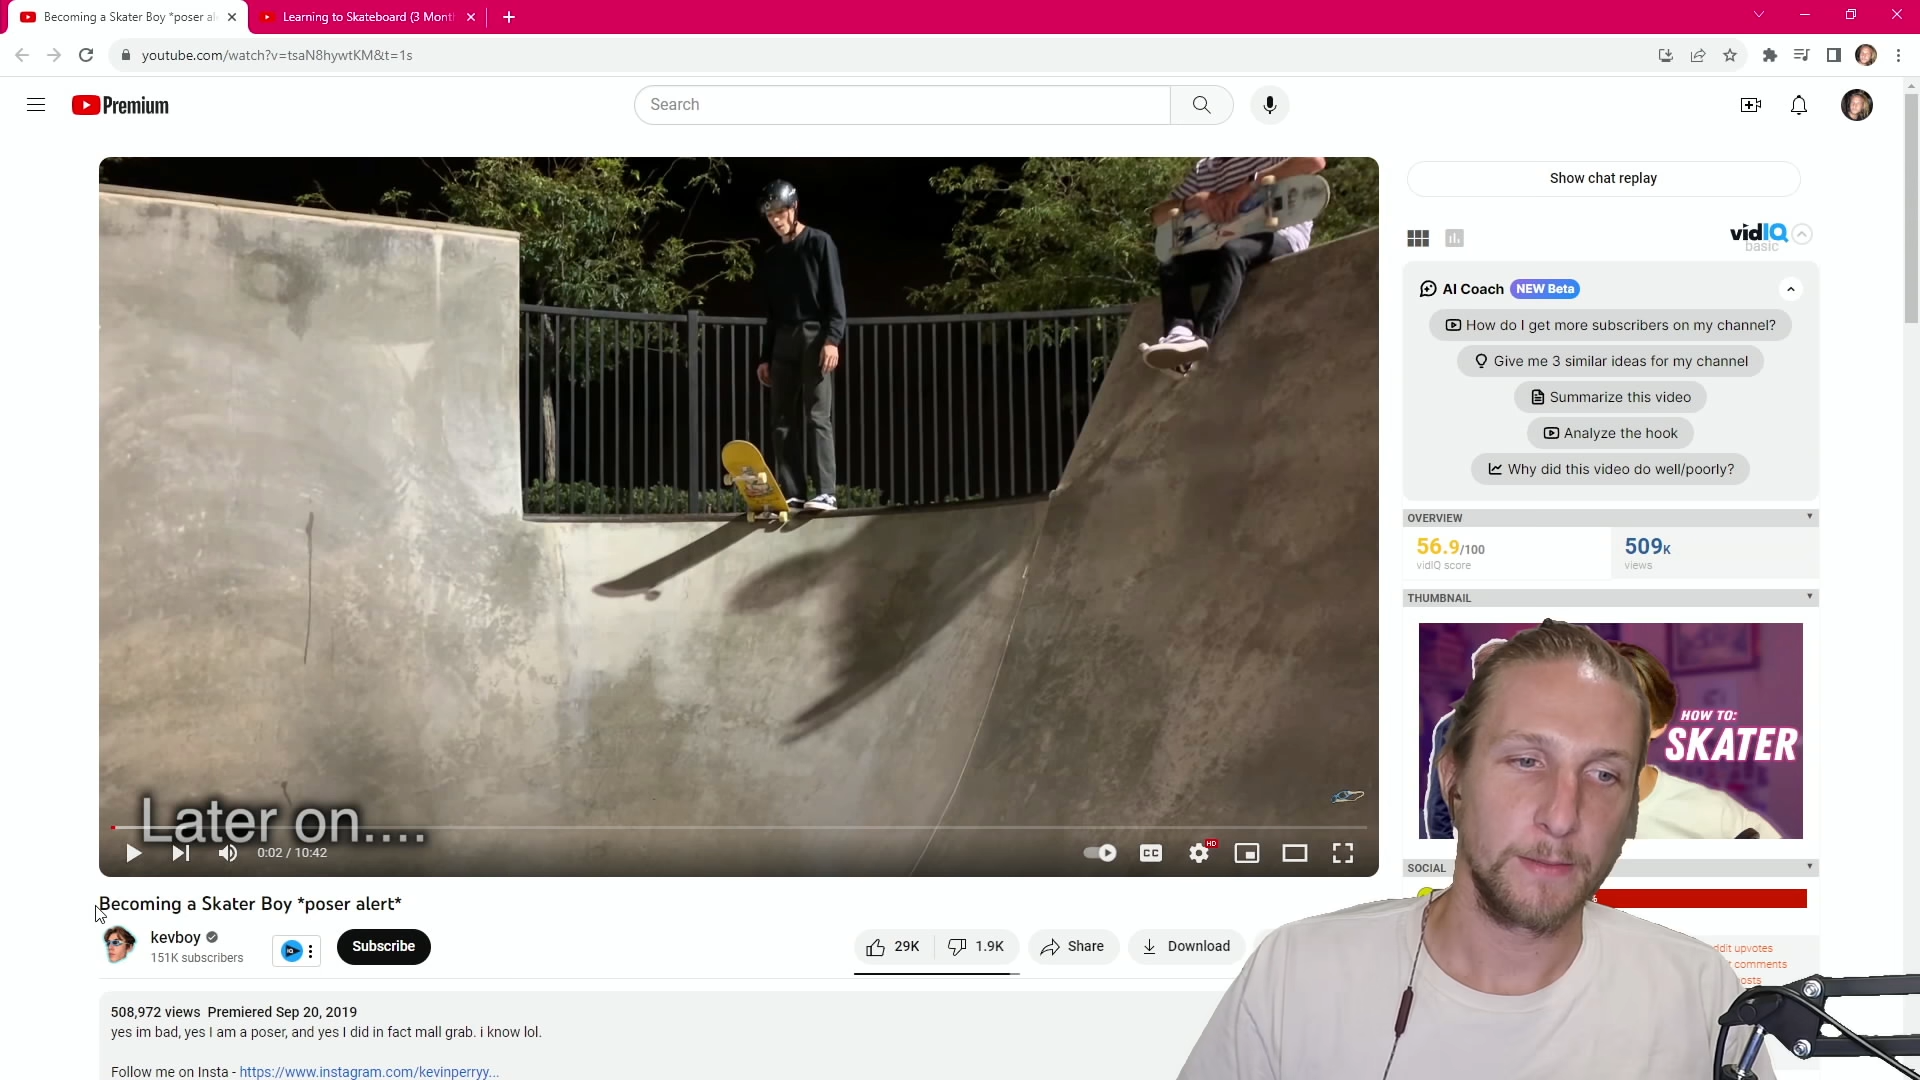 Becoming a Skater Boy *poser al
Learning to Skateboard (3 Mont
youtube.com/watch?v=tsaN8hywtKM&t=1s
Premium
Search
Show chat replay
vidIQ
basic
AI Coach NEW Beta
How do I get more subscribers on my channel?
Give me 3 similar ideas for my channel
Summarize this video
Analyze the hook
Why did this video do well/poorly?
OVERVIEW
56.9/100
vidIQ score
509K
views
THUMBNAIL
HOW TO:
SKATER
SOCIAL
%
ddit upvotes
comments
Later on....
0:02 / 10:42
CC
HD
Becoming a Skater Boy *poser alert*
kevboy
151K subscribers
Subscribe
29K
1.9K
Share
Download
508,972 views Premiered Sep 20, 2019
yes im bad, yes I am a poser, and yes I did in fact mall grab. i know lol.
Follow me on Insta - https://www.instagram.com/kevinperryy...